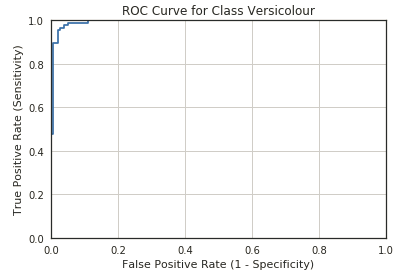 ROC Curve for Class Versicolour
True Positive Rate (Sensitivity)
1.0
0.8
0.6
0.4
0.2
0.0
0.0 0.2 0.4 0.6 0.8 1.0
False Positive Rate (1 - Specificity)